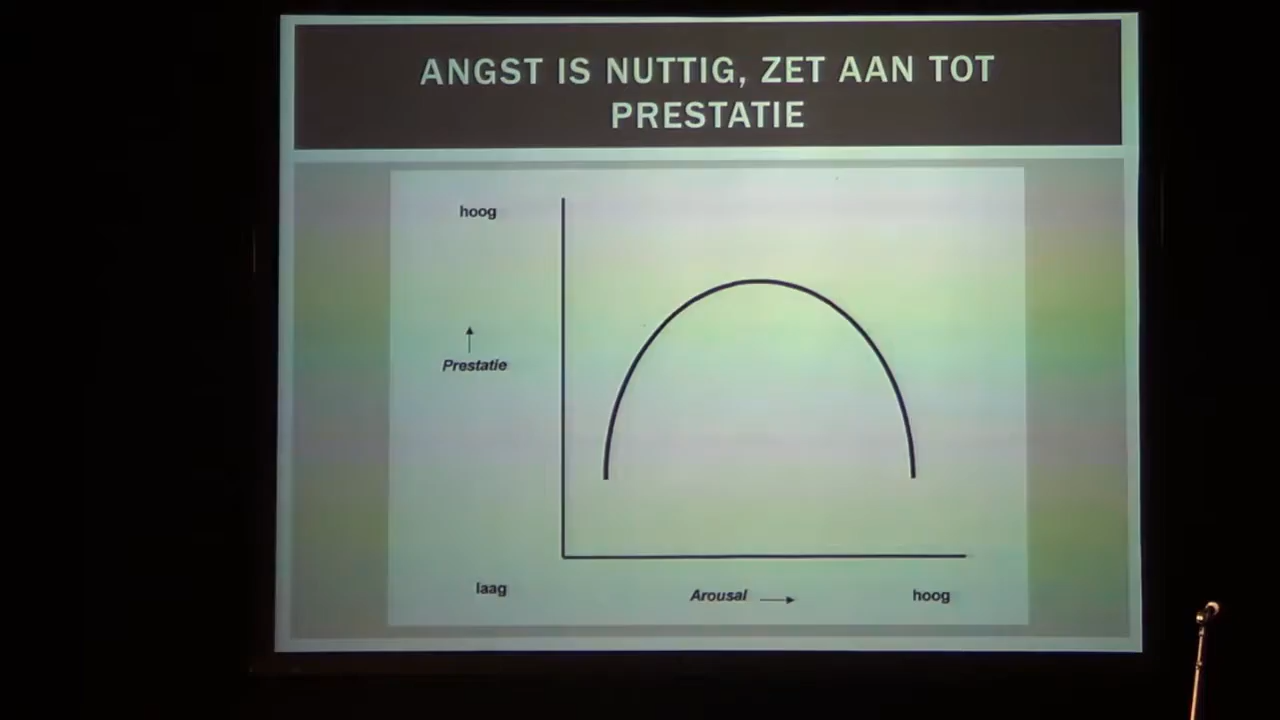 ANGST IS NUTTIG, ZET AAN TOT
PRESTATIE
hoog
Prestatie
laag
Arousal
hoog